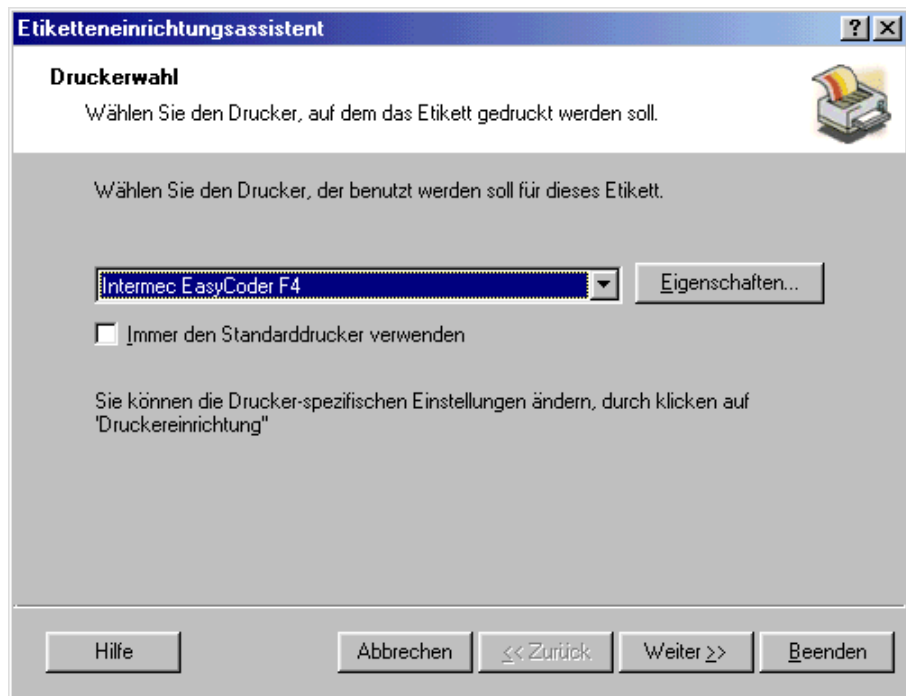 Etiketteneinrichtungsassistent
Druckerwahl
Wählen Sie den Drucker, auf dem das Etikett gedruckt werden soll.
Wählen Sie den Drucker, der benutzt werden soll für dieses Etikett.
Intermec EasyCoder F4
Eigenschaften...
Immer den Standarddrucker verwenden
Sie können die Drucker-spezifischen Einstellungen ändern, durch klicken auf
'Druckereinrichtung"
Hilfe
Abbrechen
<< Zurück
Weiter >>
Beenden